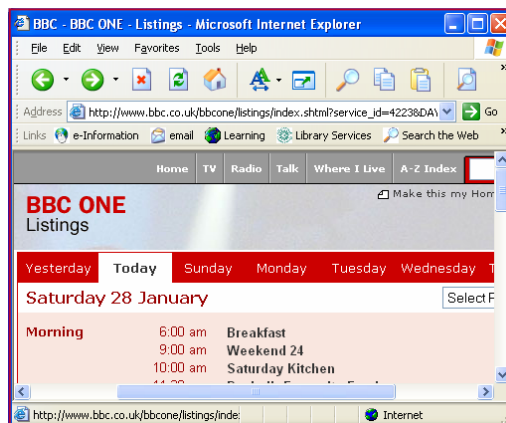 BBC - BBC ONE - Listings - Microsoft Internet Explorer
File Edit View Favorites Tools Help
Address http://www.bbc.co.uk/bbcone/listings/index.shtml?service_id=4223&DA Go
Links e-Information email Learning Library Services Search the Web
Home TV Radio Talk Where I Live A-Z Index
Make this my Hom
BBC ONE
Listings
Yesterday Today Sunday Monday Tuesday Wednesday T
Saturday 28 January
Select P
Morning 6:00 am Breakfast
9:00 am Weekend 24
10:00 am Saturday Kitchen
http://www.bbc.co.uk/bbcone/listings/inde Internet